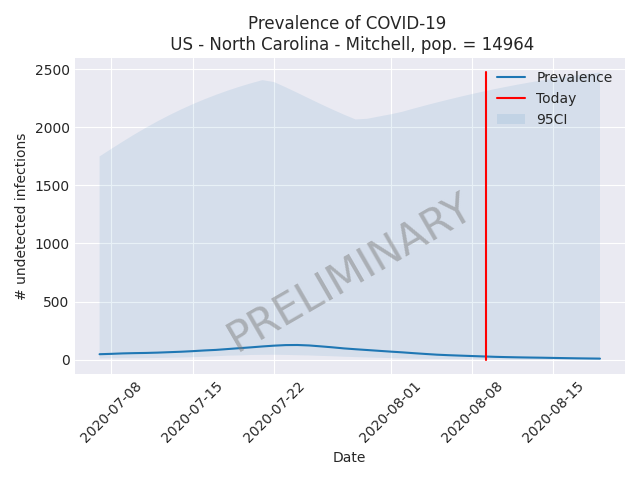 Prevalence of COVID-19
US - North Carolina - Mitchell, pop. = 14964
2500
2000
1500
1000
500
0
# undetected infections
Prevalence
Today
95CI
PRELIMINARY
2020-07-08
2020-07-15
2020-07-22
2020-08-01
2020-08-08
2020-08-15
Date